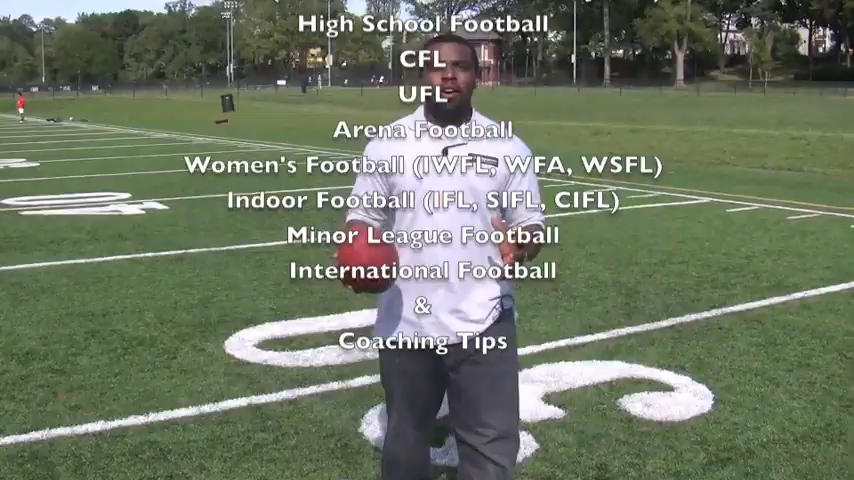 High School Football
CFL
UFL
Arena Football
Women's Football (IWFL, WFA, WSFL)
Indoor Football (IFL, SIFL, CIFL)
Minor League Football
International Football
&
Coaching Tips